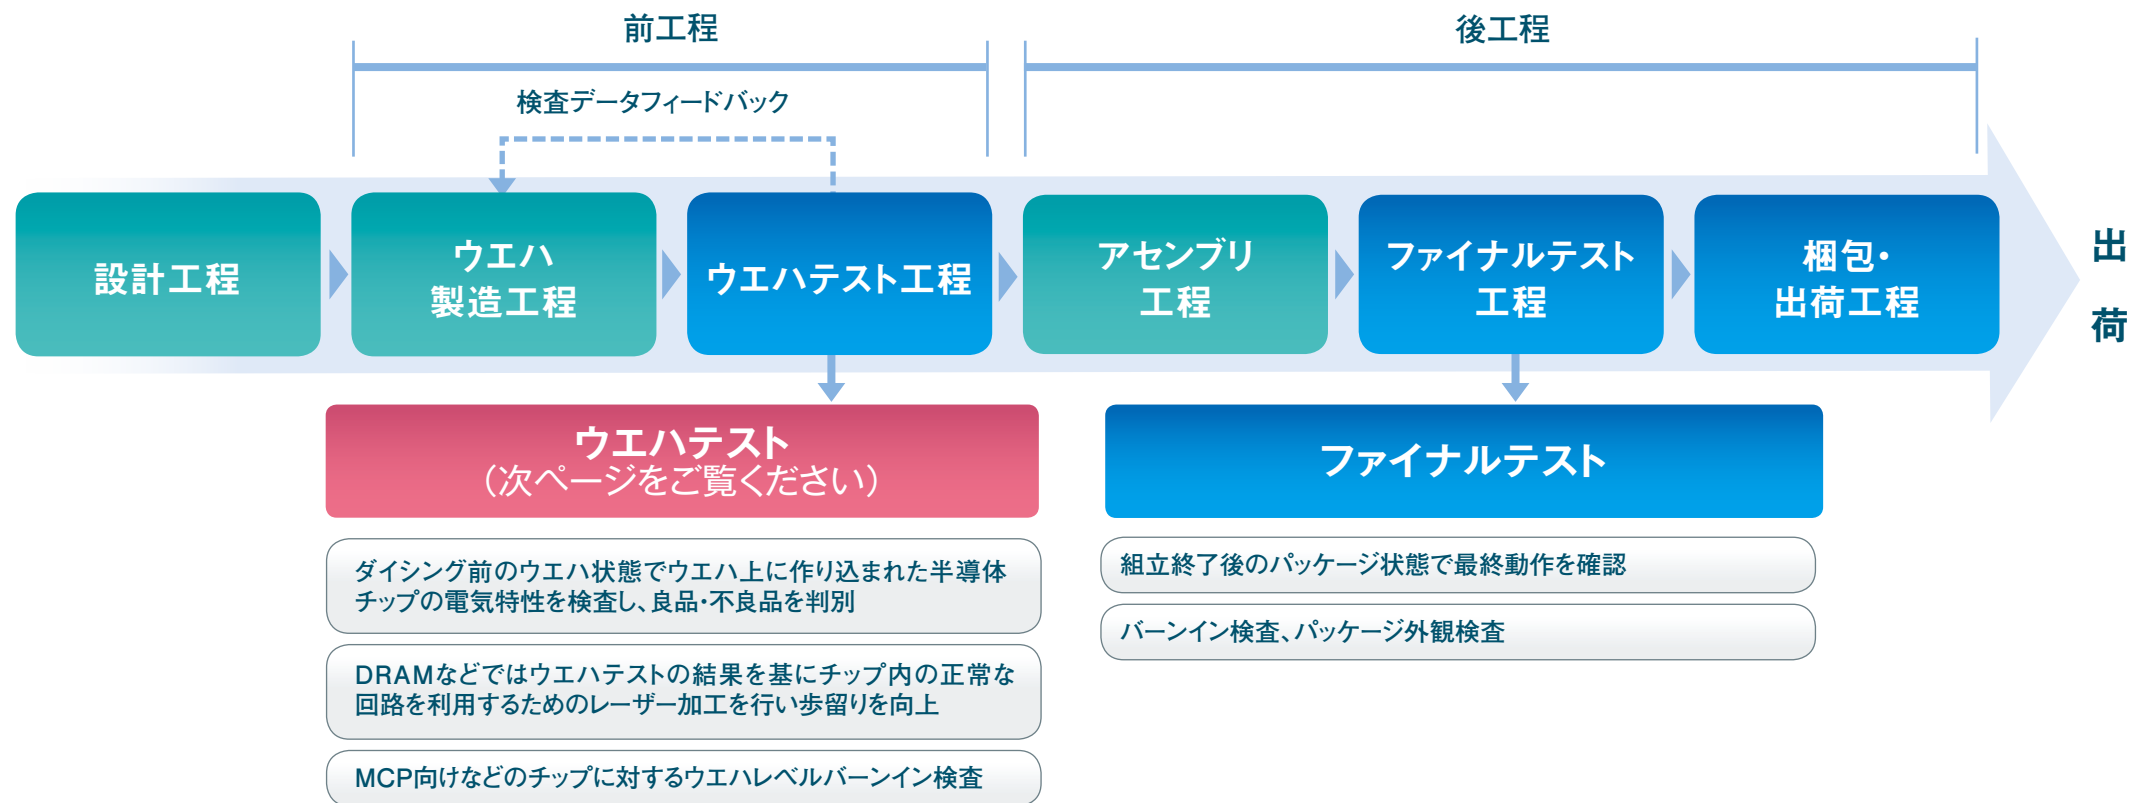 前工程
後工程
検査データフィードバック
設計工程
ウエハ
製造工程
ウエハテスト工程
アセンブリ
工程
ファイナルテスト
工程
梱包・
出荷工程
出荷
ウエハテスト
（次ページをご覧ください）
ダイシング前のウエハ状態でウエハ上に作り込まれた半導体
チップの電気特性を検査し、良品・不良品を判別
DRAMなどではウエハテストの結果を基にチップ内の正常な
回路を利用するためのレーザー加工を行い歩留りを向上
MCP向けなどのチップに対するウエハレベルバーンイン検査
ファイナルテスト
組立終了後のパッケージ状態で最終動作を確認
バーンイン検査、パッケージ外観検査